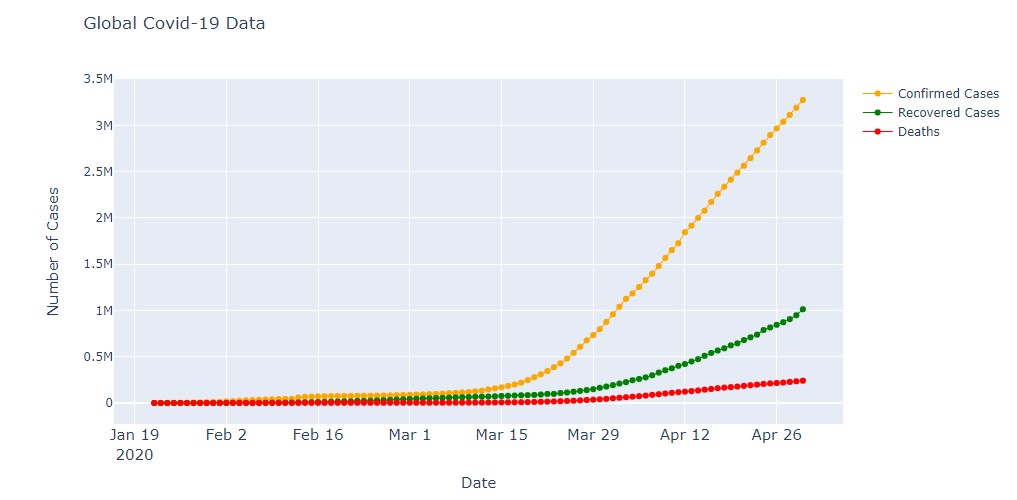 Global Covid-19 Data
3.5M
3M
2.5M
2M
1.5M
1M
0.5M
0
Number of Cases
Jan 19 Feb 2 Feb 16 Mar 1 Mar 15 Mar 29 Apr 12 Apr 26
2020
Date
Confirmed Cases
Recovered Cases
Deaths